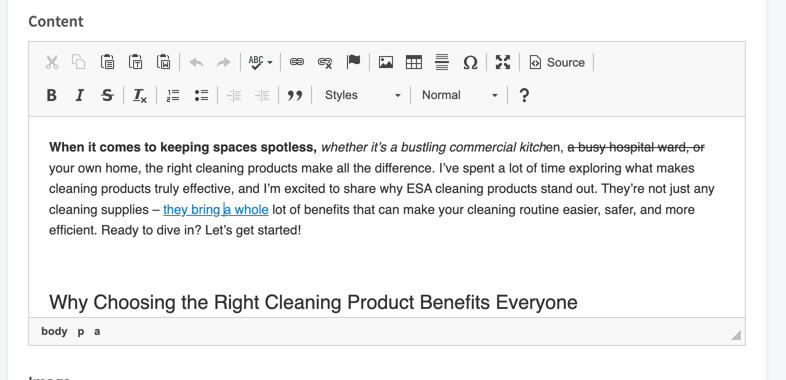 Content
ABC
Source
B I S Tx Styles Normal ?
When it comes to keeping spaces spotless, whether it’s a bustling commercial kitchen, a busy hospital ward, or
your own home, the right cleaning products make all the difference. I’ve spent a lot of time exploring what makes
cleaning products truly effective, and I’m excited to share why ESA cleaning products stand out. They’re not just any
cleaning supplies – they bring a whole lot of benefits that can make your cleaning routine easier, safer, and more
efficient. Ready to dive in? Let’s get started!
Why Choosing the Right Cleaning Product Benefits Everyone
body p a